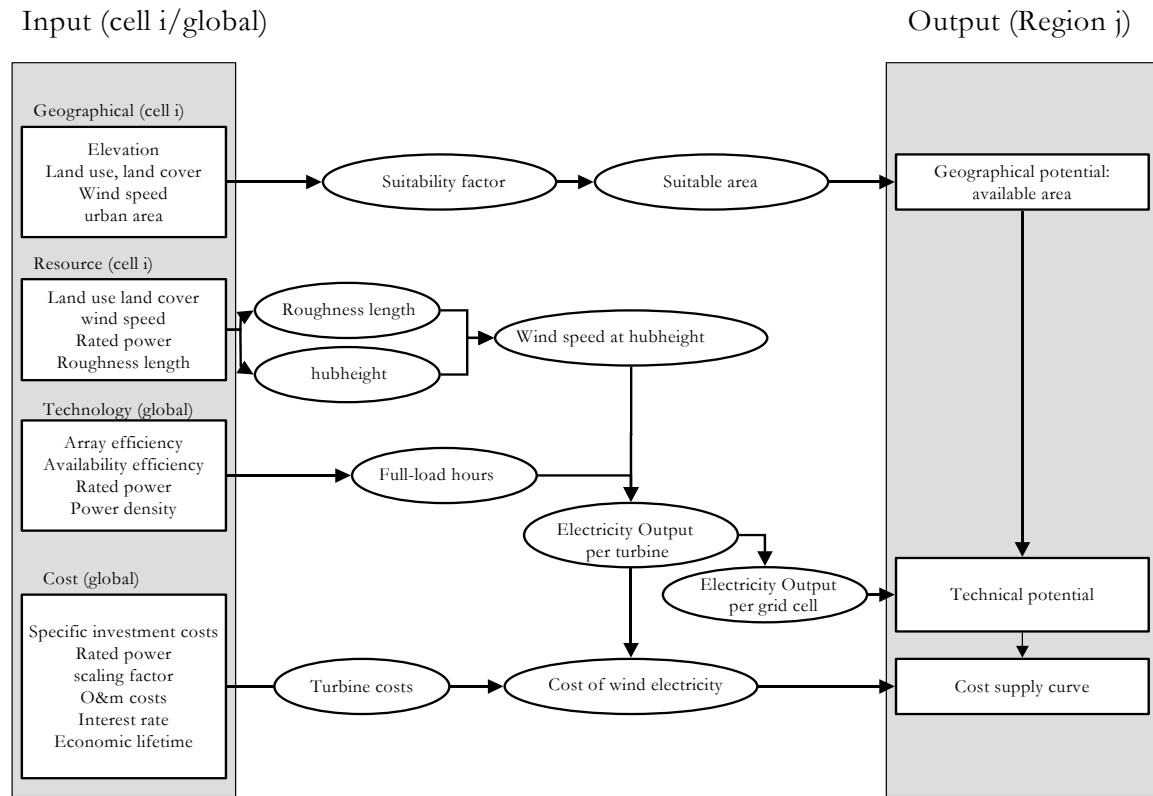 Input (cell i/global)
Output (Region j)
Geographical (cell i)
Elevation
Land use, land cover
Wind speed
urban area
Suitability factor
Suitable area
Geographical potential:
available area
Resource (cell i)
Land use land cover
wind speed
Rated power
Roughness length
Roughness length
hubheight
Wind speed at hubheight
Technology (global)
Array efficiency
Availability efficiency
Rated power
Power density
Full-load hours
Electricity Output
per turbine
Electricity Output
per grid cell
Technical potential
Cost (global)
Specific investment costs
Rated power
scaling factor
O&m costs
Interest rate
Economic lifetime
Turbine costs
Cost of wind electricity
Cost supply curve